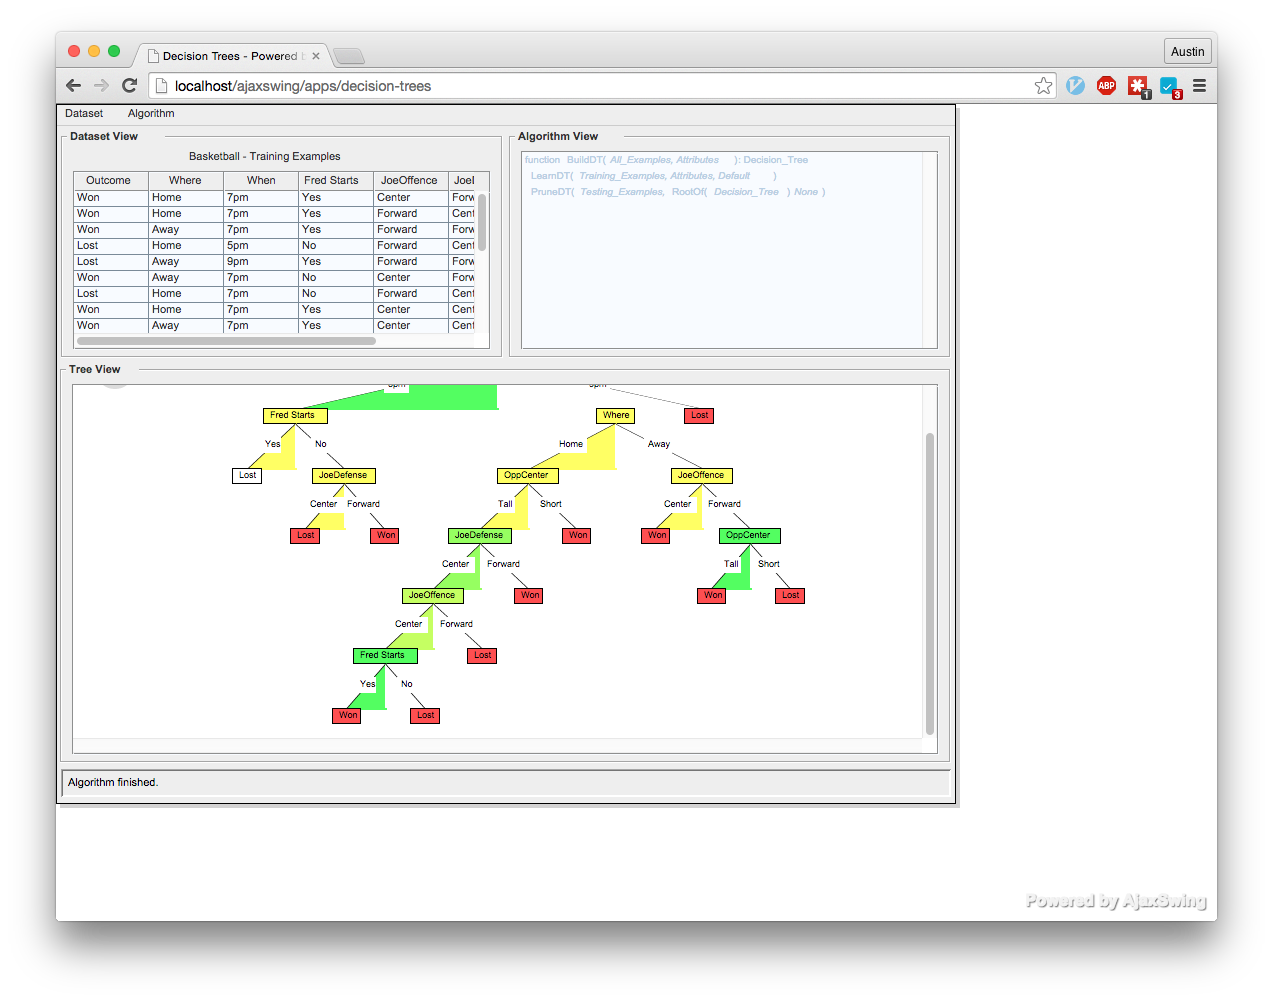 Decision Trees - Powered
Austin
localhost/ajaxswing/apps/decision-trees
ABP
1
3
Dataset Algorithm
Dataset View
Basketball - Training Examples
Outcome Where When Fred Starts JoeOffence
Won Home 7pm Yes Center Forw
Won Home 7pm Yes Forward Cent
Won Away 7pm Yes Forward Forw
Lost Home 5pm No Forward Cent
Lost Away 9pm Yes Forward Forw
Won Away 7pm No Center Forw
Lost Home 7pm No Forward Cent
Won Home 7pm Yes Center Cent
Won Away 7pm Yes Center Cent
Algorithm View
function BuildDT( All_Examples, Attributes ): Decision_Tree
LearnDT( Training_Examples, Attributes, Default )
PruneDT( Testing_Examples, RootOf( Decision_Tree ) None )
Tree View
Fred Starts Where Lost
Yes No Home Away
Lost JoeDefense OppCenter JoeOffence
Center Forward Tall Short Center Forward
Lost Won JoeDefense Won Won OppCenter
Center Forward Tall Short
JoeOffence Won Won Lost
Center Forward
Fred Starts Lost
Yes No
Won Lost
Algorithm finished.
Powered by AjaxSwing